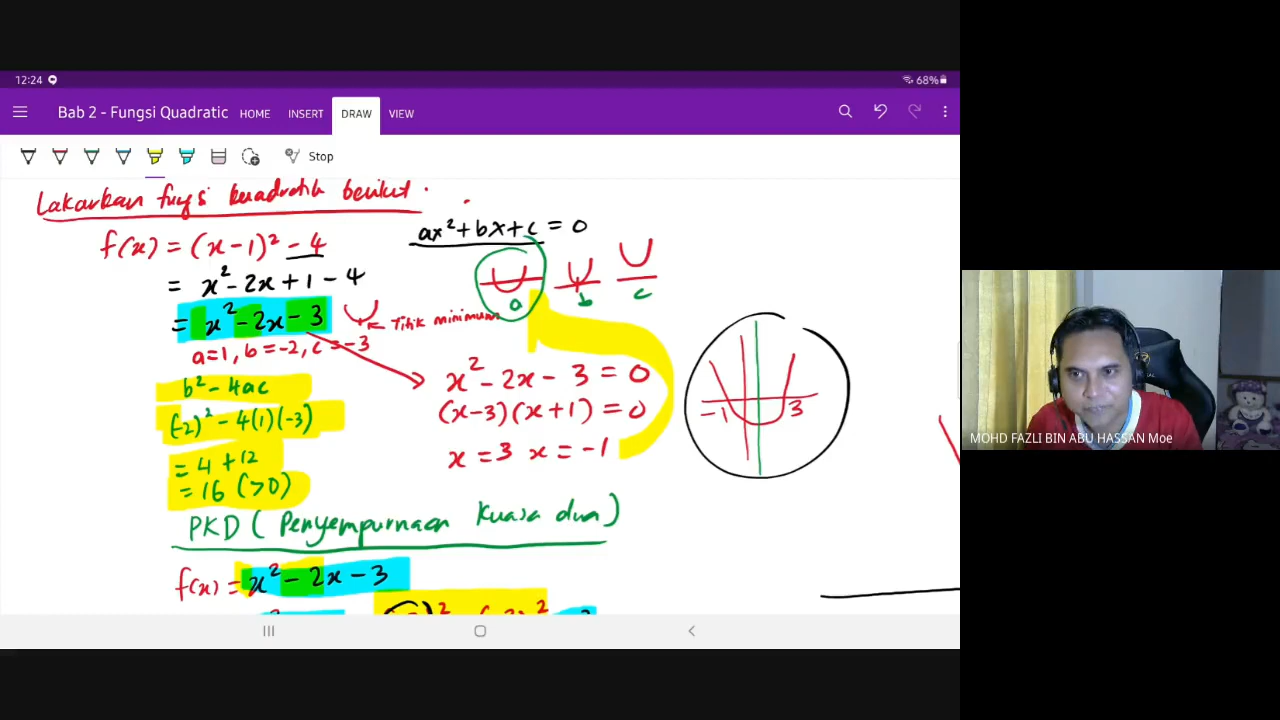 12:24
68%
Bab 2 - Fungsi Quadratic HOME INSERT DRAW VIEW
Stop
Lakarkan fungsi kuadratik berikut.
f(x) = (x-1)² - 4
= x² - 2x + 1 - 4
= x² - 2x - 3
Titik minimum
a=1, b=-2, c=-3
ax² + bx + c = 0
a b c
b² - 4ac
(-2)² - 4(1)(-3)
= 4 + 12
= 16 (>0)
x² - 2x - 3 = 0
(x-3)(x+1) = 0
x = 3 x = -1
-1 3
PKD (Penyempurnaan Kuasa dua)
f(x) = x² - 2x - 3
MOHD FAZLI BIN ABU HASSAN Moe